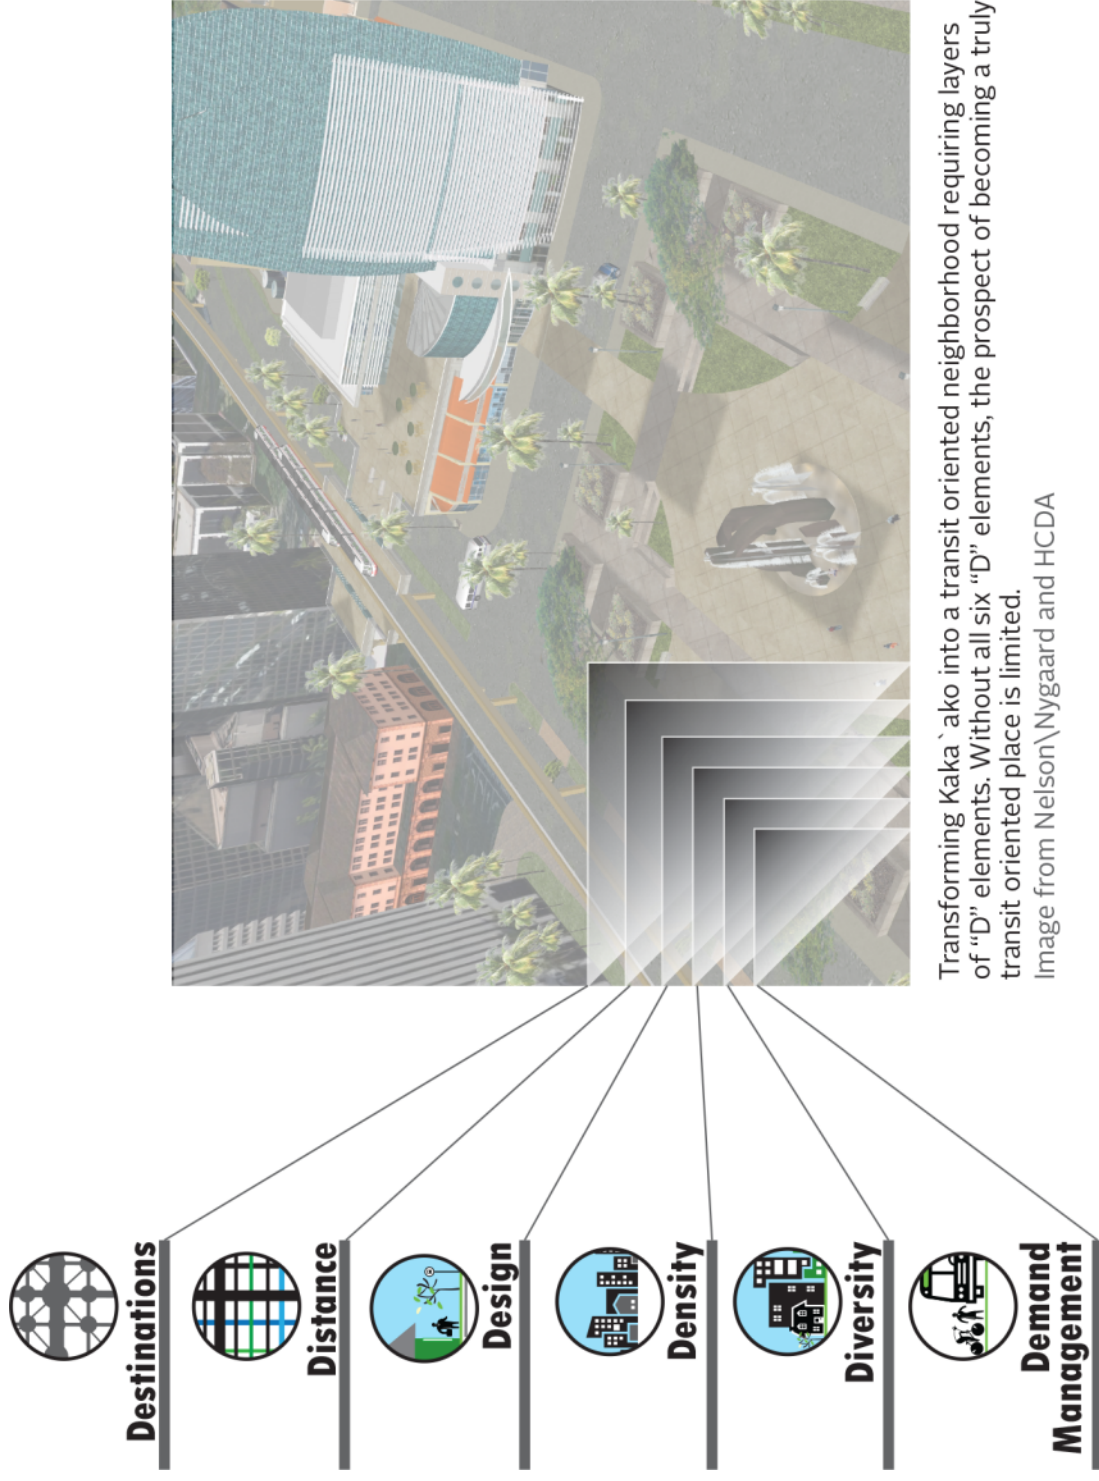 Destinations
Distance
Design
Density
Diversity
Demand
Management
Transforming Kaka`ako into a transit oriented neighborhood requiring layers
of “D” elements. Without all six “D” elements, the prospect of becoming a truly
transit oriented place is limited.
Image from Nelson\Nygaard and HCDA